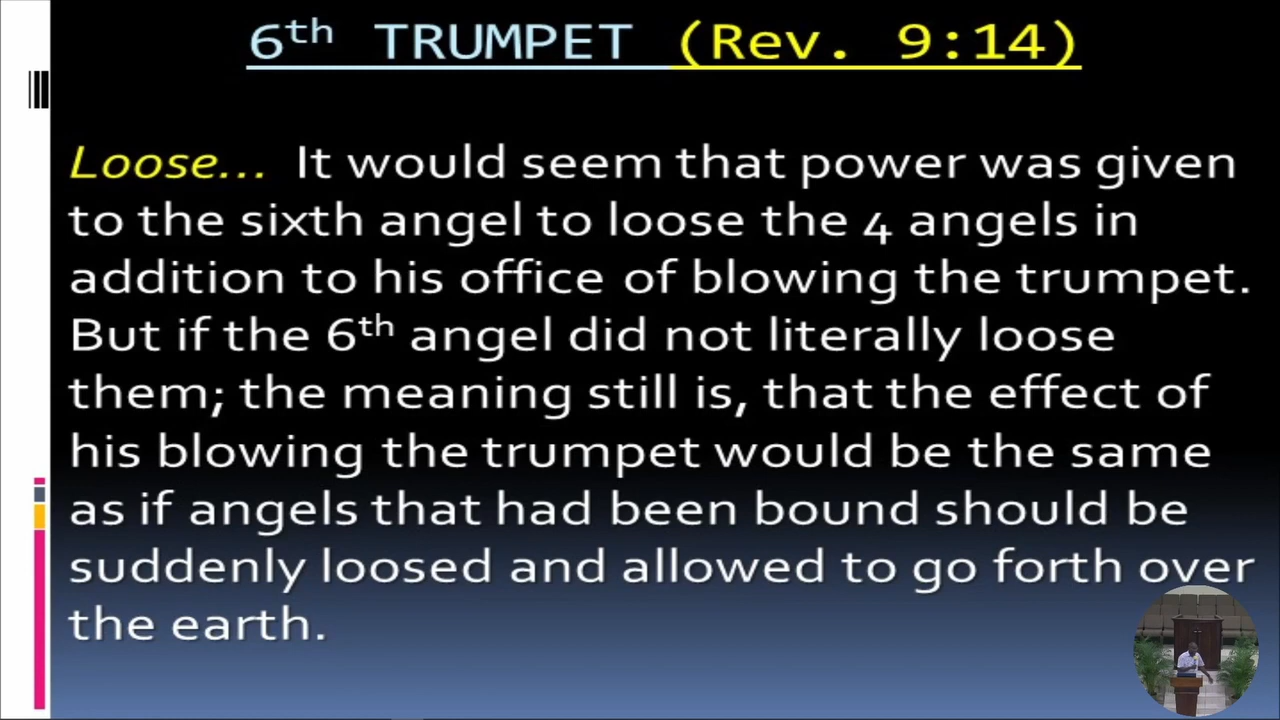 6th TRUMPET (Rev. 9:14)
Loose... It would seem that power was given
to the sixth angel to loose the 4 angels in
addition to his office of blowing the trumpet.
But if the 6th angel did not literally loose
them; the meaning still is, that the effect of
his blowing the trumpet would be the same
as if angels that had been bound should be
suddenly loosed and allowed to go forth over
the earth.